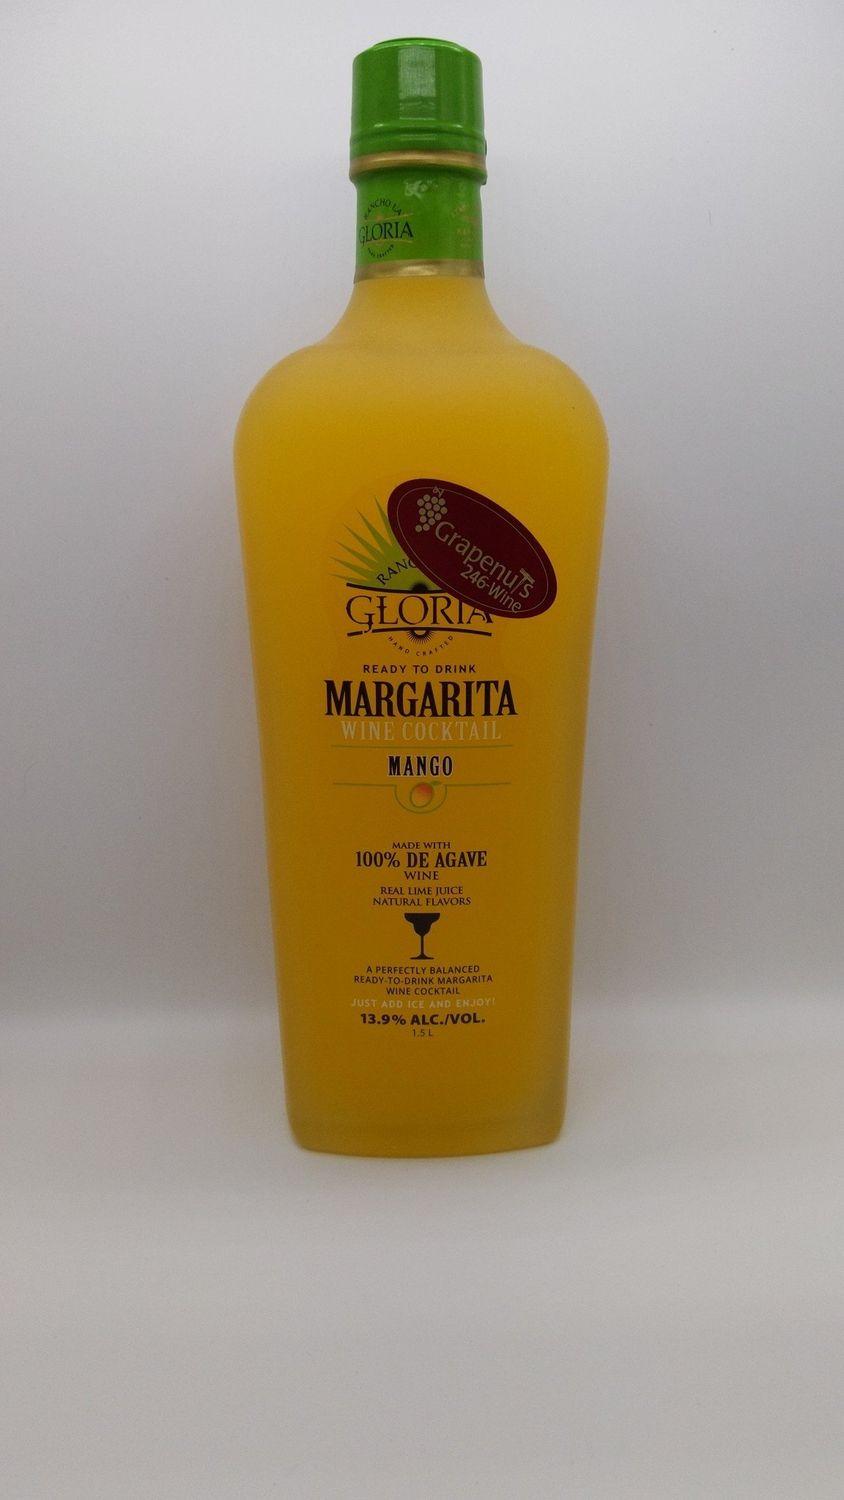 RANCHO LA
GLORIA
Grapenuts
246-Wine
RANC
GLORIA
HAND CRAFTED
READY TO DRINK
MARGARITA
WINE COCKTAIL
MANGO
MADE WITH
100% DE AGAVE
WINE
REAL LIME JUICE
NATURAL FLAVORS
A PERFECTLY BALANCED
READY-TO-DRINK MARGARITA
WINE COCKTAIL
JUST ADD ICE AND ENJOY!
13.9% ALC./VOL.
1.5 L